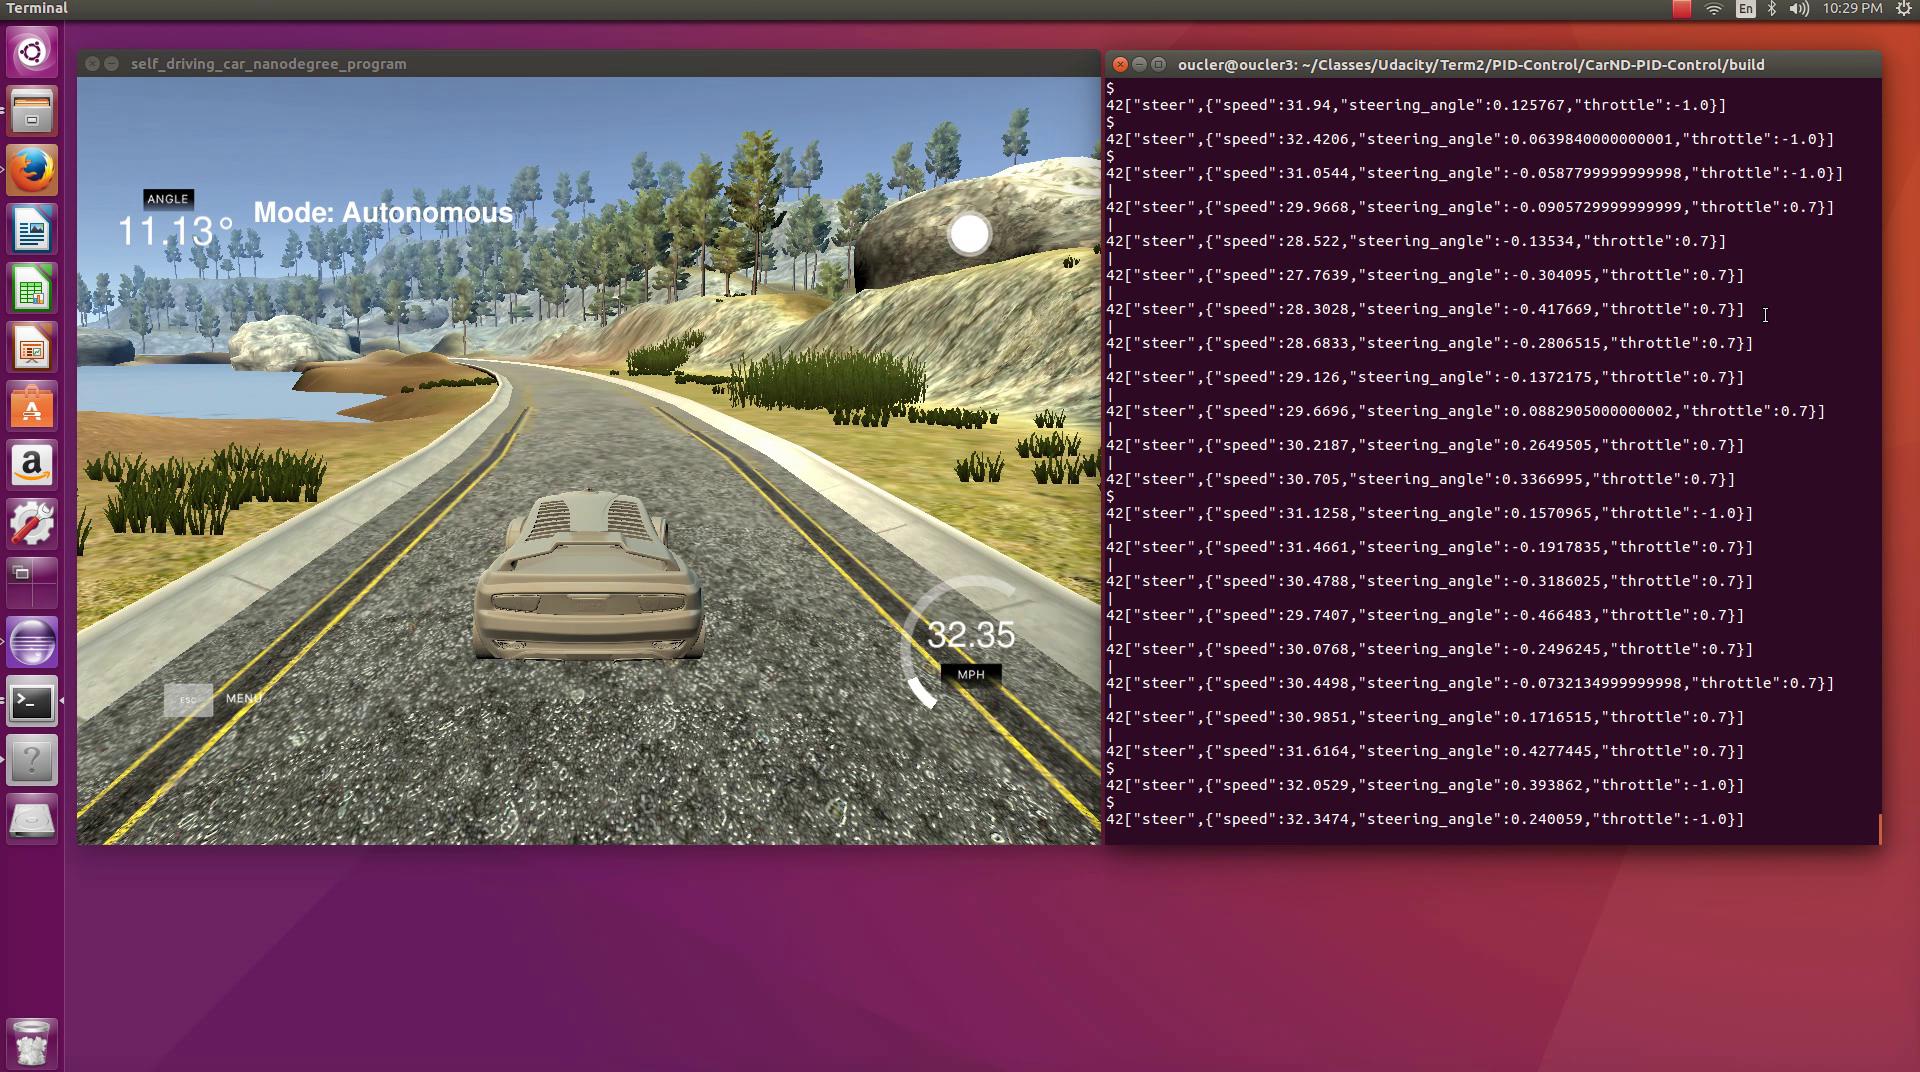 Terminal
En
10:29 PM
self_driving_car_nanodegree_program
ANGLE
11.13°
Mode: Autonomous
32.35
MPH
ESC
MENU
a
>_
?
oucler@oucler3: ~/Classes/Udacity/Term2/PID-Control/CarND-PID-Control/build
$
42["steer",{"speed":31.94,"steering_angle":0.125767,"throttle":-1.0}]
$
42["steer",{"speed":32.4206,"steering_angle":0.0639840000000001,"throttle":-1.0}]
$
42["steer",{"speed":31.0544,"steering_angle":-0.0587799999999998,"throttle":-1.0}]
|
42["steer",{"speed":29.9668,"steering_angle":-0.0905729999999999,"throttle":0.7}]
|
42["steer",{"speed":28.522,"steering_angle":-0.13534,"throttle":0.7}]
|
42["steer",{"speed":27.7639,"steering_angle":-0.304095,"throttle":0.7}]
|
42["steer",{"speed":28.3028,"steering_angle":-0.417669,"throttle":0.7}]
|
42["steer",{"speed":28.6833,"steering_angle":-0.2806515,"throttle":0.7}]
|
42["steer",{"speed":29.126,"steering_angle":-0.1372175,"throttle":0.7}]
|
42["steer",{"speed":29.6696,"steering_angle":0.0882905000000002,"throttle":0.7}]
|
42["steer",{"speed":30.2187,"steering_angle":0.2649505,"throttle":0.7}]
|
42["steer",{"speed":30.705,"steering_angle":0.3366995,"throttle":0.7}]
$
42["steer",{"speed":31.1258,"steering_angle":0.1570965,"throttle":-1.0}]
|
42["steer",{"speed":31.4661,"steering_angle":-0.1917835,"throttle":0.7}]
|
42["steer",{"speed":30.4788,"steering_angle":-0.3186025,"throttle":0.7}]
|
42["steer",{"speed":29.7407,"steering_angle":-0.466483,"throttle":0.7}]
|
42["steer",{"speed":30.0768,"steering_angle":-0.2496245,"throttle":0.7}]
|
42["steer",{"speed":30.4498,"steering_angle":-0.0732134999999998,"throttle":0.7}]
|
42["steer",{"speed":30.9851,"steering_angle":0.1716515,"throttle":0.7}]
|
42["steer",{"speed":31.6164,"steering_angle":0.4277445,"throttle":0.7}]
$
42["steer",{"speed":32.0529,"steering_angle":0.393862,"throttle":-1.0}]
$
42["steer",{"speed":32.3474,"steering_angle":0.240059,"throttle":-1.0}]